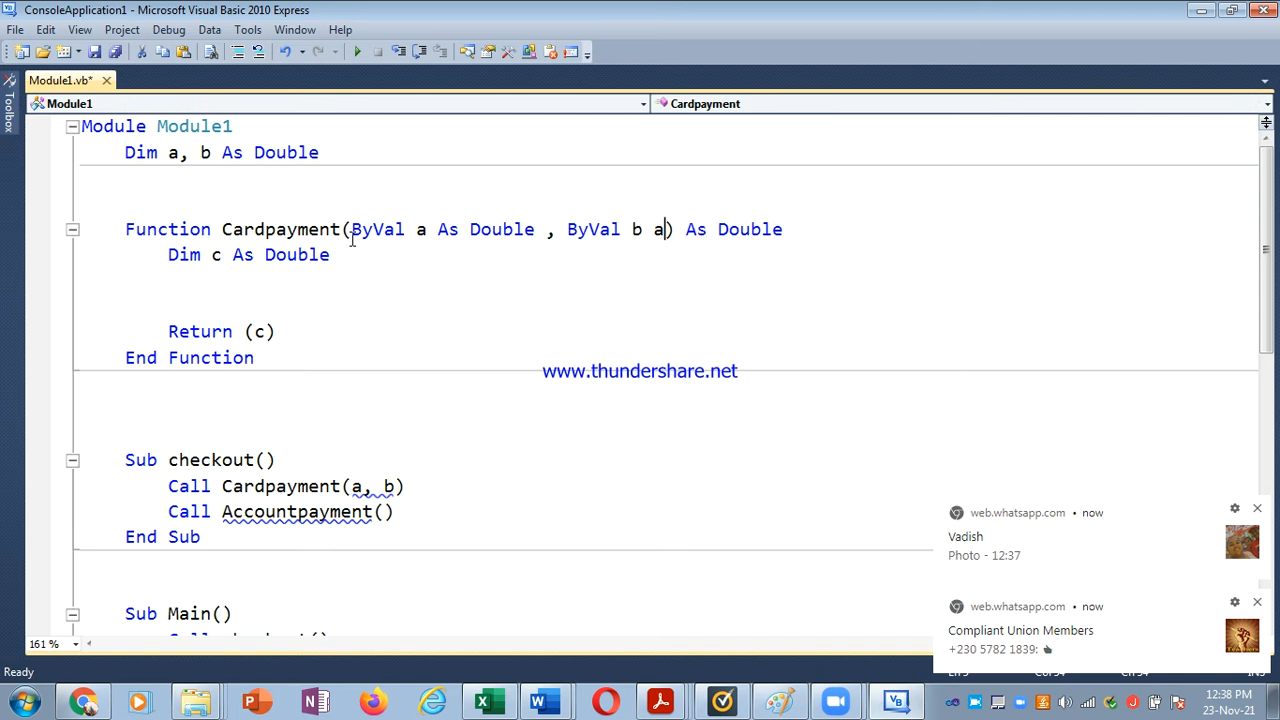 ConsoleApplication1 - Microsoft Visual Basic 2010 Express
File Edit View Project Debug Data Tools Window Help
Module1.vb*
Toolbox
Module1
Cardpayment
Module Module1
Dim a, b As Double
Function Cardpayment(ByVal a As Double , ByVal b a) As Double
Dim c As Double
Return (c)
End Function
www.thundershare.net
Sub checkout()
Call Cardpayment(a, b)
Call Accountpayment()
End Sub
Sub Main()
web.whatsapp.com • now
Vadish
Photo - 12:37
web.whatsapp.com • now
Compliant Union Members
+230 5782 1839:
161 %
Ready
12:38 PM
23-Nov-21